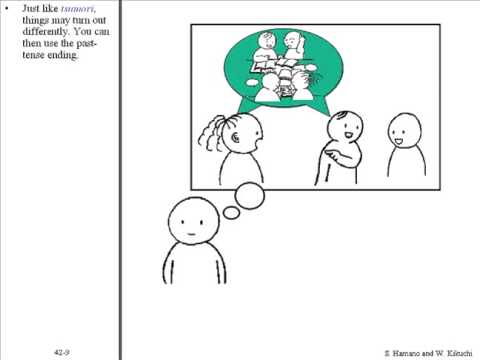 • Just like tsumori,
things may turn out
differently. You can
then use the past-
tense ending.
42-9
S. Hamano and W. Kikuchi